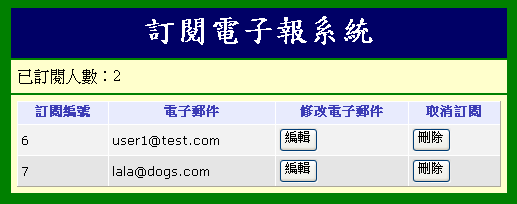 訂閱電子報系統
已訂閱人數：2
訂閱編號 電子郵件 修改電子郵件 取消訂閱
6 user1@test.com 編輯 刪除
7 lala@dogs.com 編輯 刪除